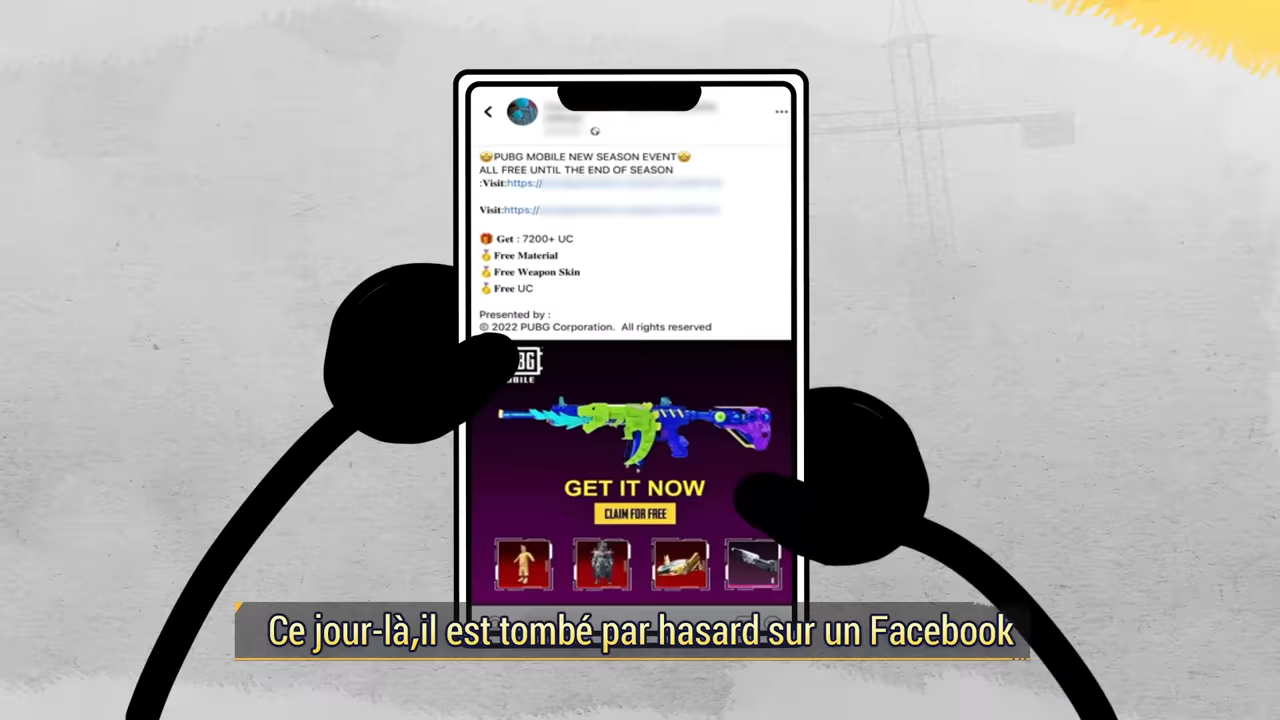 🤩PUBG MOBILE NEW SEASON EVENT🤩
ALL FREE UNTIL THE END OF SEASON
:Visit:https://
Visit:https://
🎁 Get : 7200+ UC
🥇 Free Material
🥇 Free Weapon Skin
🥇 Free UC
Presented by :
© 2022 PUBG Corporation. All rights reserved
BG
OBILE
GET IT NOW
CLAIM FOR FREE
Ce jour-là,il est tombé par hasard sur un Facebook